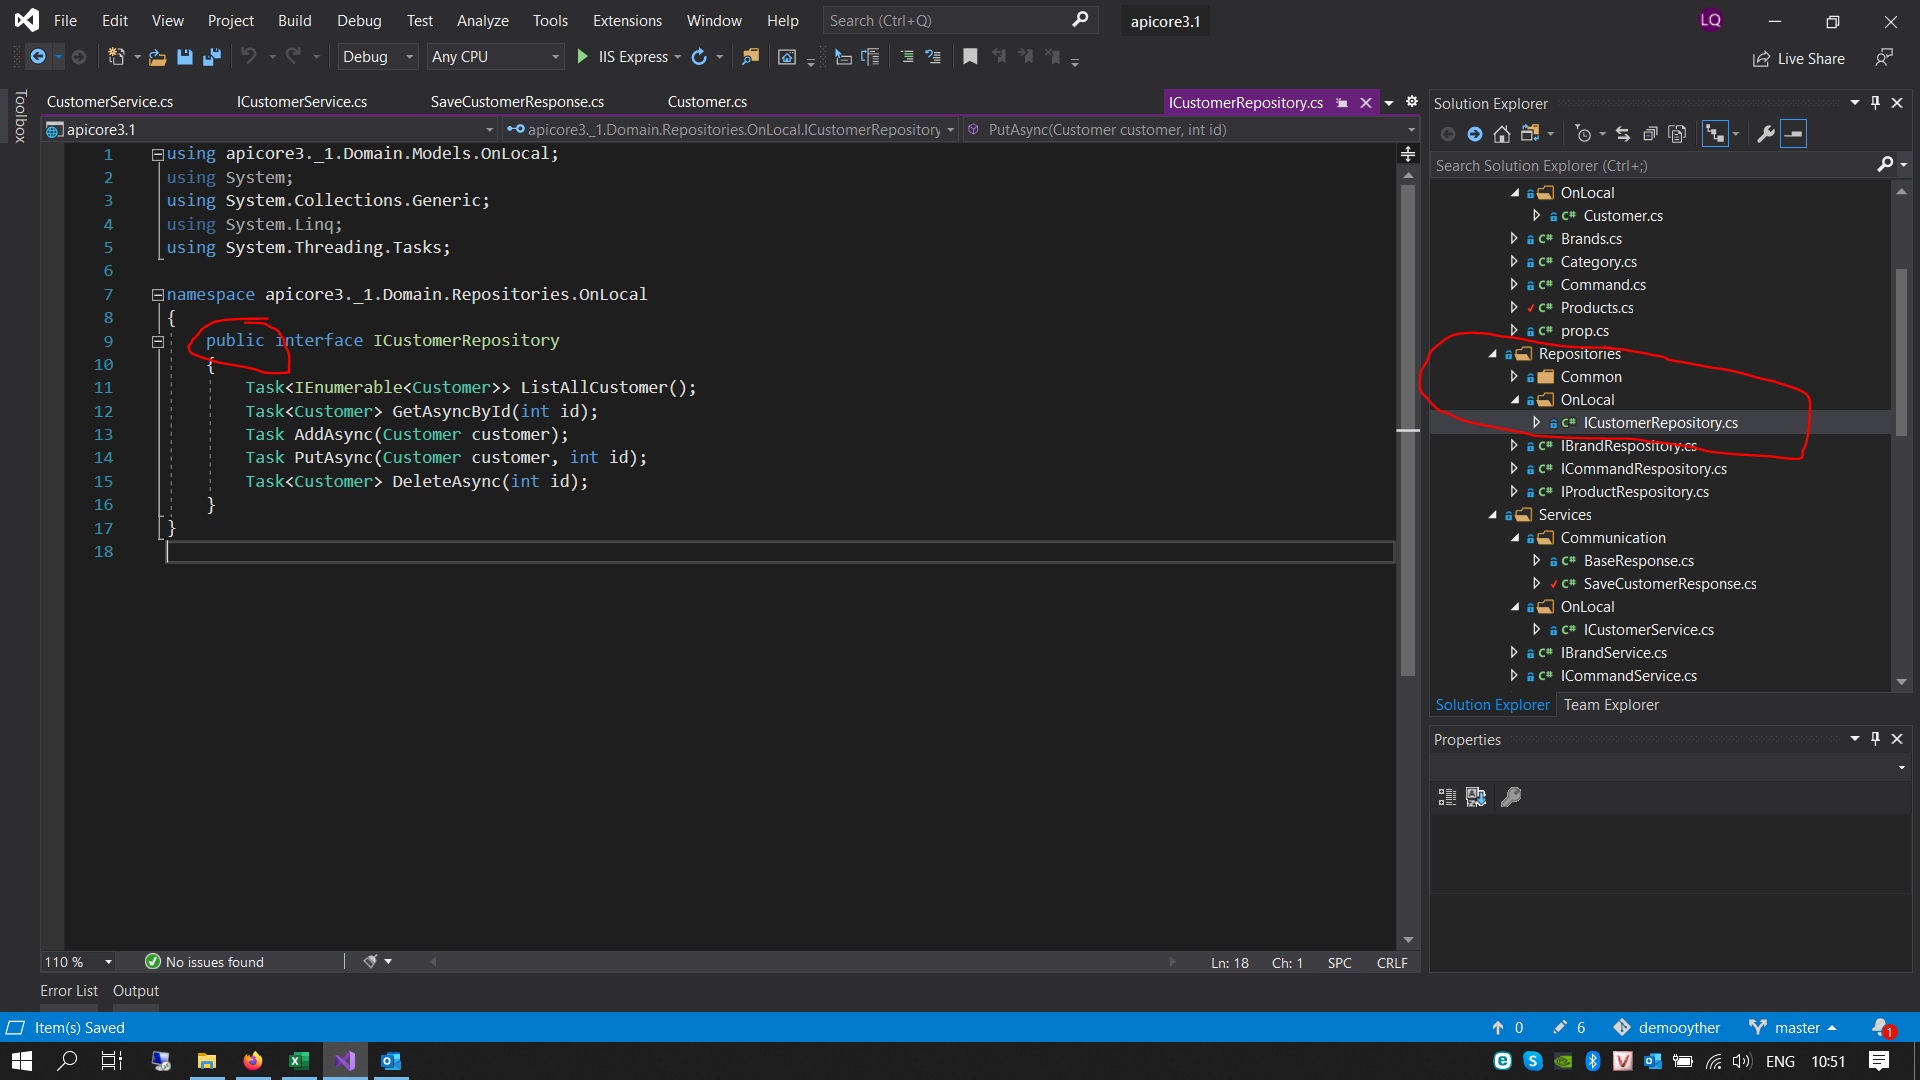 File Edit View Project Build Debug Test Analyze Tools Extensions Window Help Search (Ctrl+Q) apicore3.1 LQ
Debug Any CPU IIS Express Live Share
Toolbox
CustomerService.cs ICustomerService.cs SaveCustomerResponse.cs Customer.cs ICustomerRepository.cs
apicore3.1 apicore3._1.Domain.Repositories.OnLocal.ICustomerRepository PutAsync(Customer customer, int id)
1 using apicore3._1.Domain.Models.OnLocal;
2 using System;
3 using System.Collections.Generic;
4 using System.Linq;
5 using System.Threading.Tasks;
6
7 namespace apicore3._1.Domain.Repositories.OnLocal
8 {
9 public interface ICustomerRepository
10 {
11 Task<IEnumerable<Customer>> ListAllCustomer();
12 Task<Customer> GetAsyncById(int id);
13 Task AddAsync(Customer customer);
14 Task PutAsync(Customer customer, int id);
15 Task<Customer> DeleteAsync(int id);
16 }
17 }
18
110 % No issues found Ln: 18 Ch: 1 SPC CRLF
Error List Output
Solution Explorer
Search Solution Explorer (Ctrl+;)
OnLocal
C# Customer.cs
C# Brands.cs
C# Category.cs
C# Command.cs
C# Products.cs
C# prop.cs
Repositories
Common
OnLocal
C# ICustomerRepository.cs
C# IBrandRespository.cs
C# ICommandRespository.cs
C# IProductRespository.cs
Services
Communication
C# BaseResponse.cs
C# SaveCustomerResponse.cs
OnLocal
C# ICustomerService.cs
C# IBrandService.cs
C# ICommandService.cs
Solution Explorer Team Explorer
Properties
Item(s) Saved 0 6 demooyther master 1
ENG 10:51